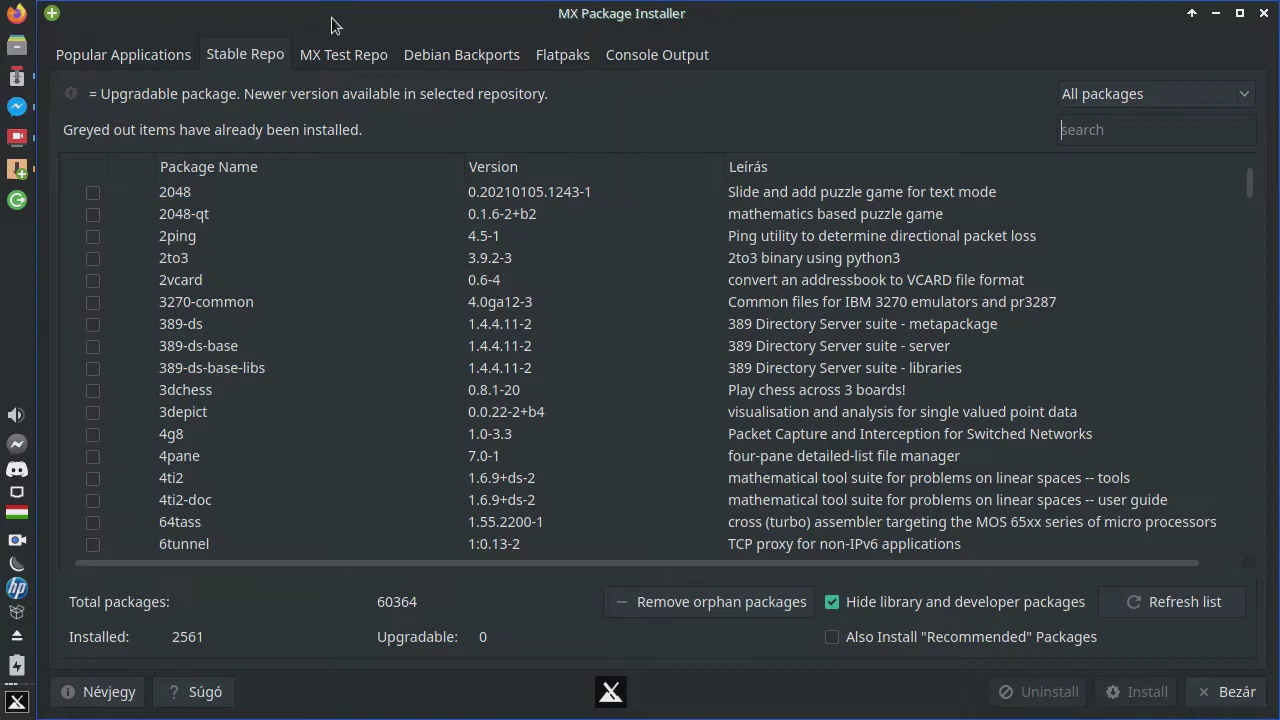 MX Package Installer
Popular Applications Stable Repo MX Test Repo Debian Backports Flatpaks Console Output
= Upgradable package. Newer version available in selected repository. All packages
Greyed out items have already been installed. search
Package Name Version Leírás
2048 0.20210105.1243-1 Slide and add puzzle game for text mode
2048-qt 0.1.6-2+b2 mathematics based puzzle game
2ping 4.5-1 Ping utility to determine directional packet loss
2to3 3.9.2-3 2to3 binary using python3
2vcard 0.6-4 convert an addressbook to VCARD file format
3270-common 4.0ga12-3 Common files for IBM 3270 emulators and pr3287
389-ds 1.4.4.11-2 389 Directory Server suite - metapackage
389-ds-base 1.4.4.11-2 389 Directory Server suite - server
389-ds-base-libs 1.4.4.11-2 389 Directory Server suite - libraries
3dchess 0.8.1-20 Play chess across 3 boards!
3depict 0.0.22-2+b4 visualisation and analysis for single valued point data
4g8 1.0-3.3 Packet Capture and Interception for Switched Networks
4pane 7.0-1 four-pane detailed-list file manager
4ti2 1.6.9+ds-2 mathematical tool suite for problems on linear spaces -- tools
4ti2-doc 1.6.9+ds-2 mathematical tool suite for problems on linear spaces -- user guide
64tass 1.55.2200-1 cross (turbo) assembler targeting the MOS 65xx series of micro processors
6tunnel 1:0.13-2 TCP proxy for non-IPv6 applications
Total packages: 60364 Remove orphan packages Hide library and developer packages Refresh list
Installed: 2561 Upgradable: 0 Also Install "Recommended" Packages
Névjegy ? Súgó Uninstall Install Bezár
hp